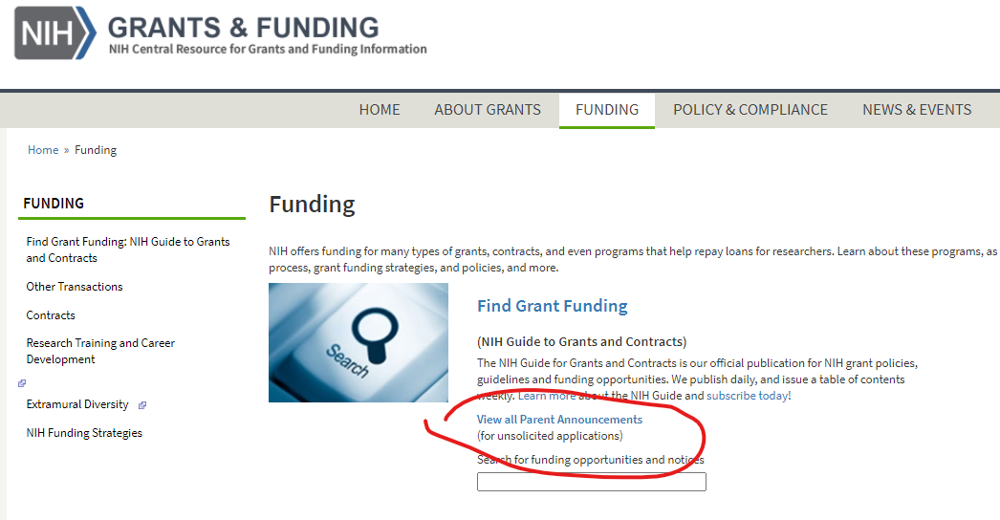 NIH
GRANTS & FUNDING
NIH Central Resource for Grants and Funding Information
HOME
ABOUT GRANTS
FUNDING
POLICY & COMPLIANCE
NEWS & EVENTS
Home » Funding
FUNDING
Find Grant Funding: NIH Guide to Grants
and Contracts
Other Transactions
Contracts
Research Training and Career
Development
Extramural Diversity
NIH Funding Strategies
Funding
NIH offers funding for many types of grants, contracts, and even programs that help repay loans for researchers. Learn about these programs, as
process, grant funding strategies, and policies, and more.
Search
Find Grant Funding
(NIH Guide to Grants and Contracts)
The NIH Guide for Grants and Contracts is our official publication for NIH grant policies,
guidelines and funding opportunities. We publish daily, and issue a table of contents
weekly. Learn more about the NIH Guide and subscribe today!
View all Parent Announcements
(for unsolicited applications)
Search for funding opportunities and notices